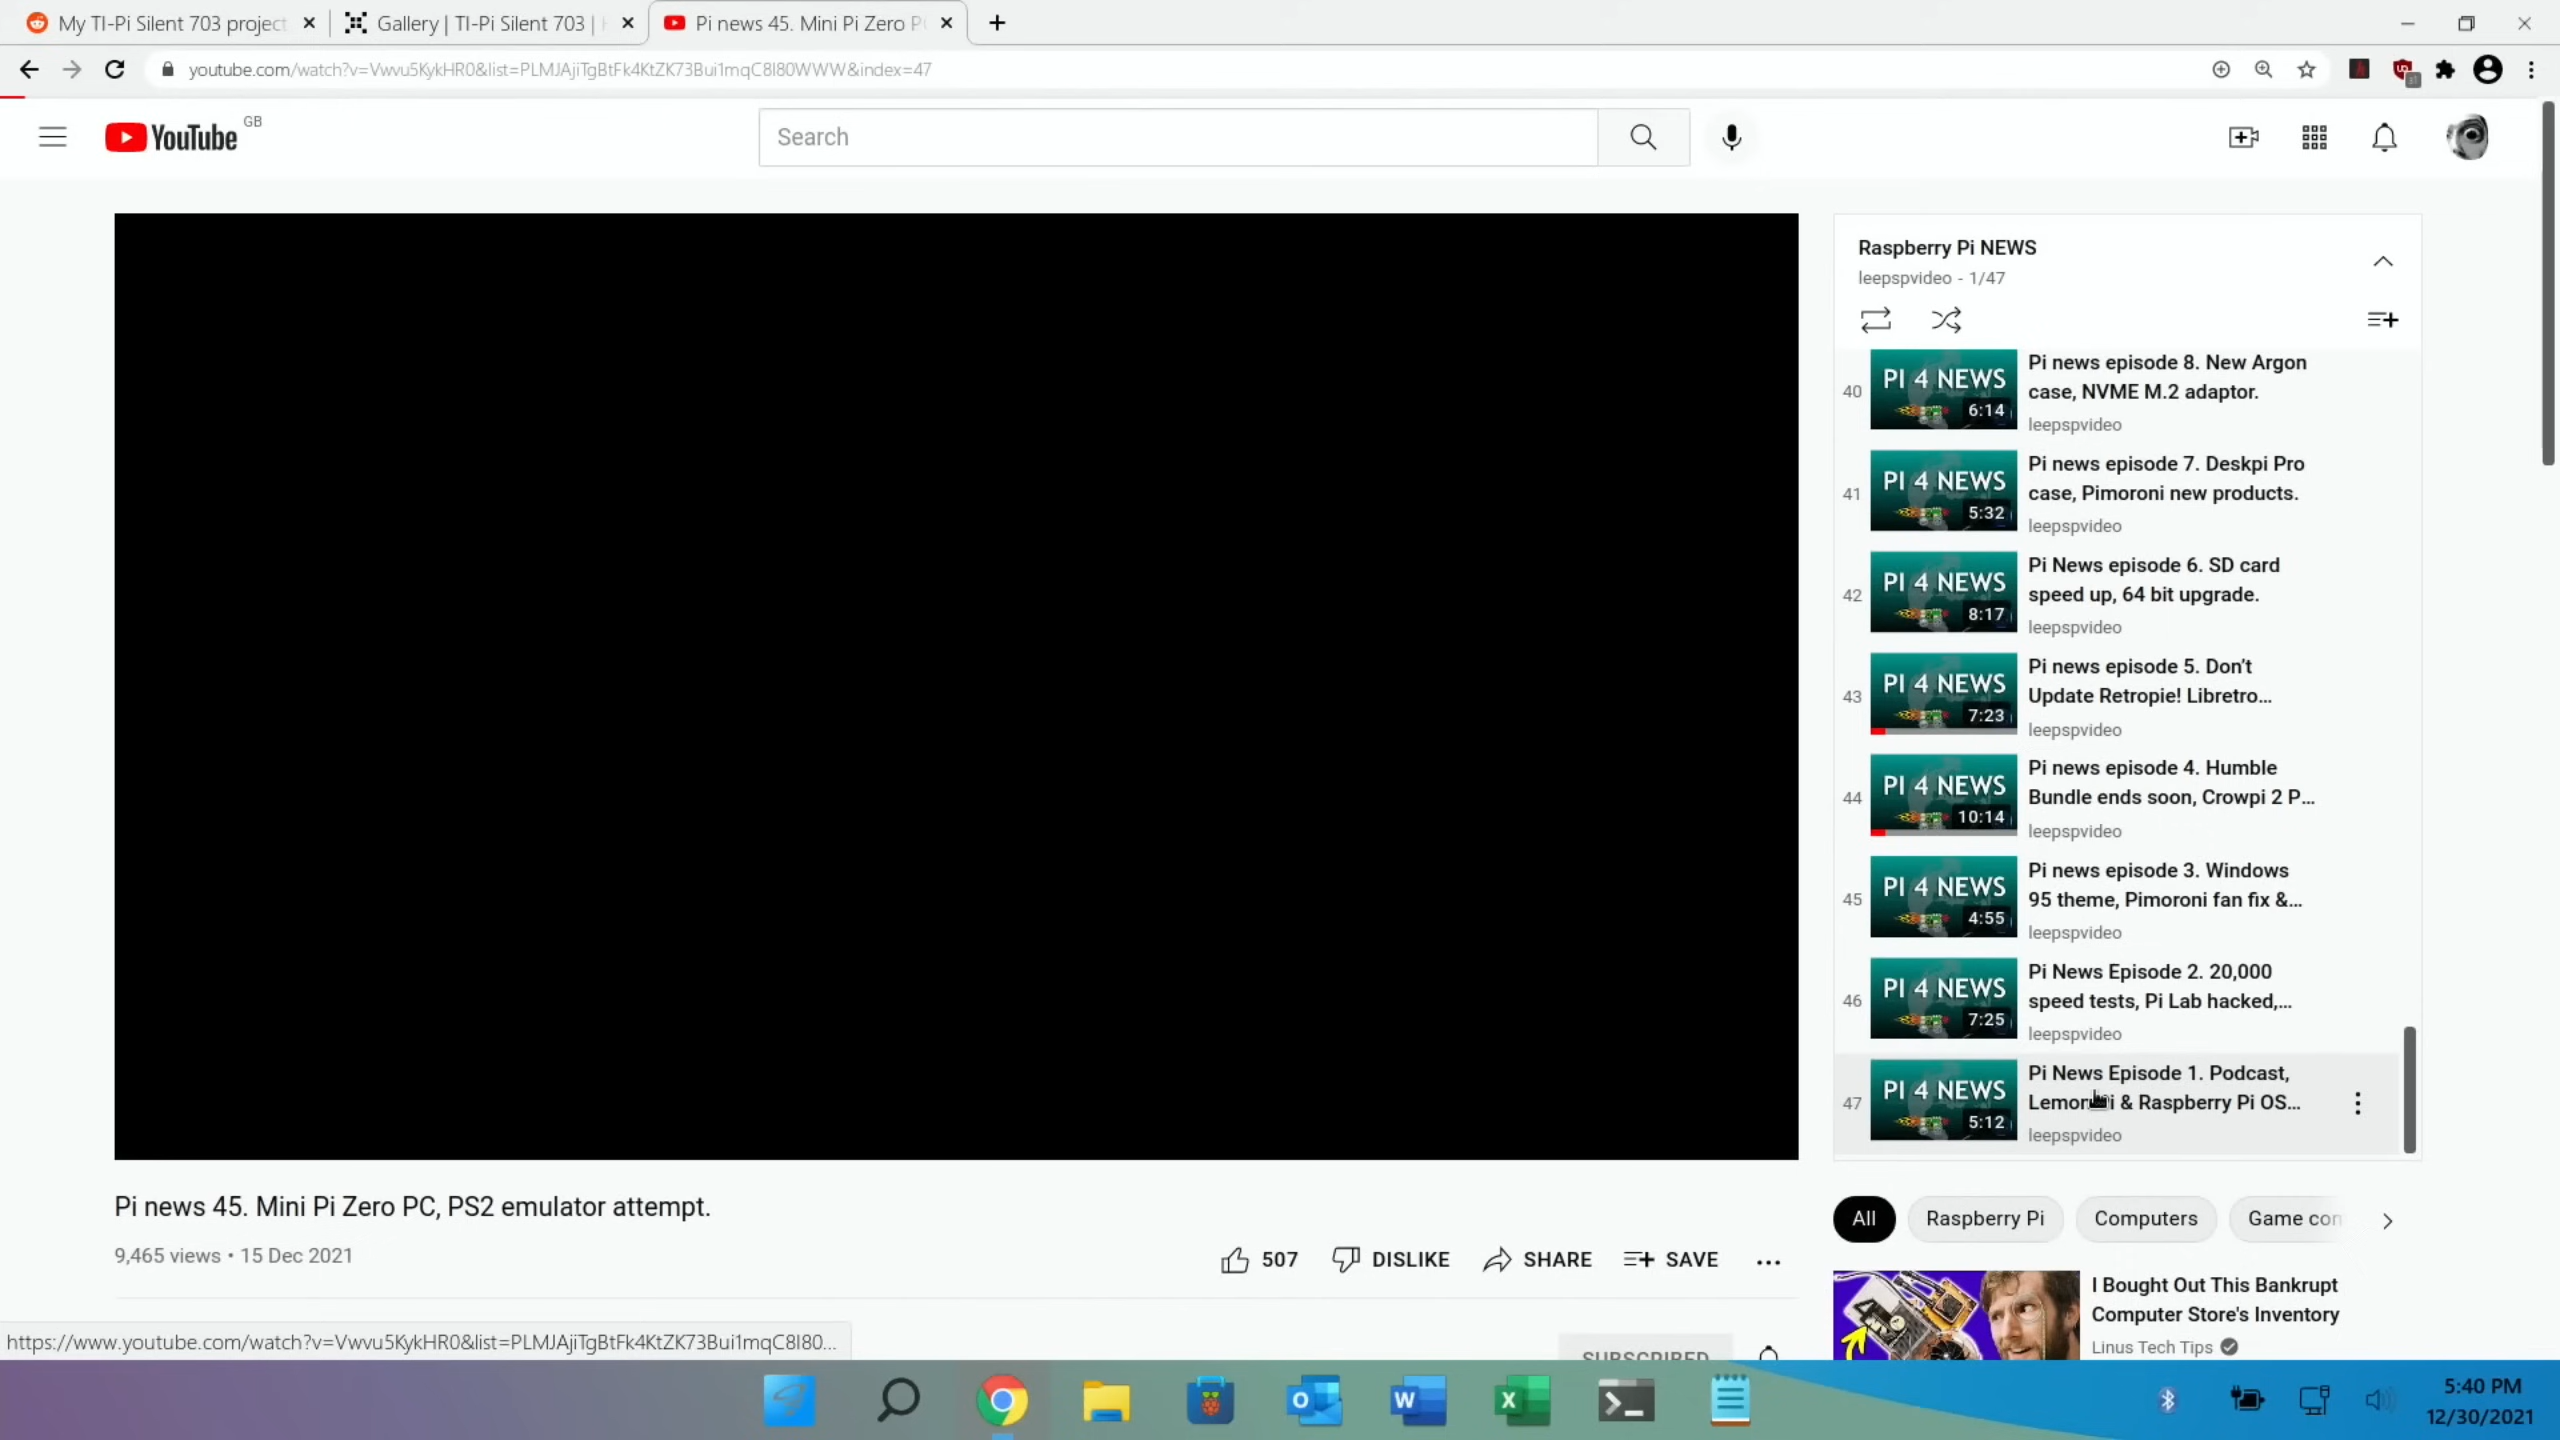 My TI-Pi Silent 703 project
Gallery | TI-Pi Silent 703 |
Pi news 45. Mini Pi Zero P
youtube.com/watch?v=Vwvu5KykHR0&list=PLMJAjiTgBtFk4KtZK73Bui1mqC8l80WWW&index=47
YouTube GB
Search
Raspberry Pi NEWS
leepspvideo - 1/47
40
PI 4 NEWS
6:14
Pi news episode 8. New Argon
case, NVME M.2 adaptor.
leepspvideo
41
PI 4 NEWS
5:32
Pi news episode 7. Deskpi Pro
case, Pimoroni new products.
leepspvideo
42
PI 4 NEWS
8:17
Pi News episode 6. SD card
speed up, 64 bit upgrade.
leepspvideo
43
PI 4 NEWS
7:23
Pi news episode 5. Don't
Update Retropie! Libretro...
leepspvideo
44
PI 4 NEWS
10:14
Pi news episode 4. Humble
Bundle ends soon, Crowpi 2 P...
leepspvideo
45
PI 4 NEWS
4:55
Pi news episode 3. Windows
95 theme, Pimoroni fan fix &...
leepspvideo
46
PI 4 NEWS
7:25
Pi News Episode 2. 20,000
speed tests, Pi Lab hacked,...
leepspvideo
47
PI 4 NEWS
5:12
Pi News Episode 1. Podcast,
& Raspberry Pi OS...
leepspvideo
Pi news 45. Mini Pi Zero PC, PS2 emulator attempt.
9,465 views • 15 Dec 2021
507 DISLIKE SHARE SAVE
All Raspberry Pi Computers Game con
I Bought Out This Bankrupt
Computer Store's Inventory
Linus Tech Tips
SUBSCRIBED
https://www.youtube.com/watch?v=Vwvu5KykHR0&list=PLMJAjiTgBtFk4KtZK73Bui1mqC8l80...
5:40 PM
12/30/2021